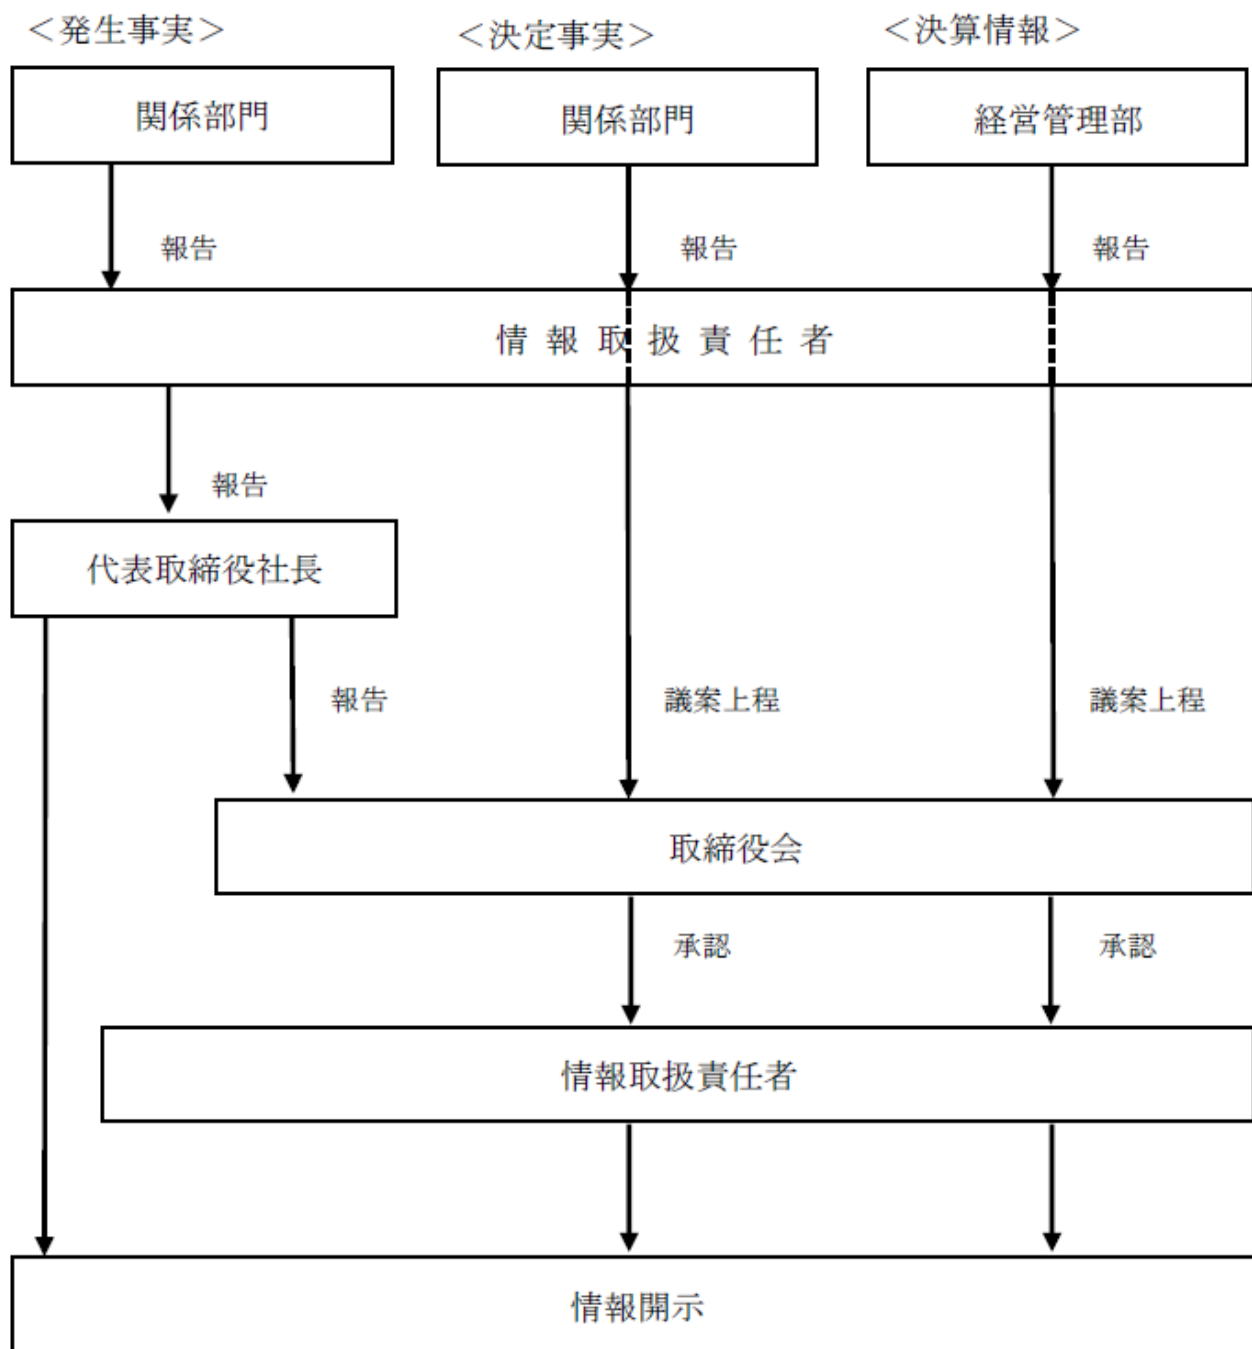 ＜発生事実＞
＜決定事実＞
＜決算情報＞
関係部門
関係部門
経営管理部
報告
報告
報告
情報取扱責任者
報告
代表取締役社長
報告
議案上程
議案上程
取締役会
承認
承認
情報取扱責任者
情報開示